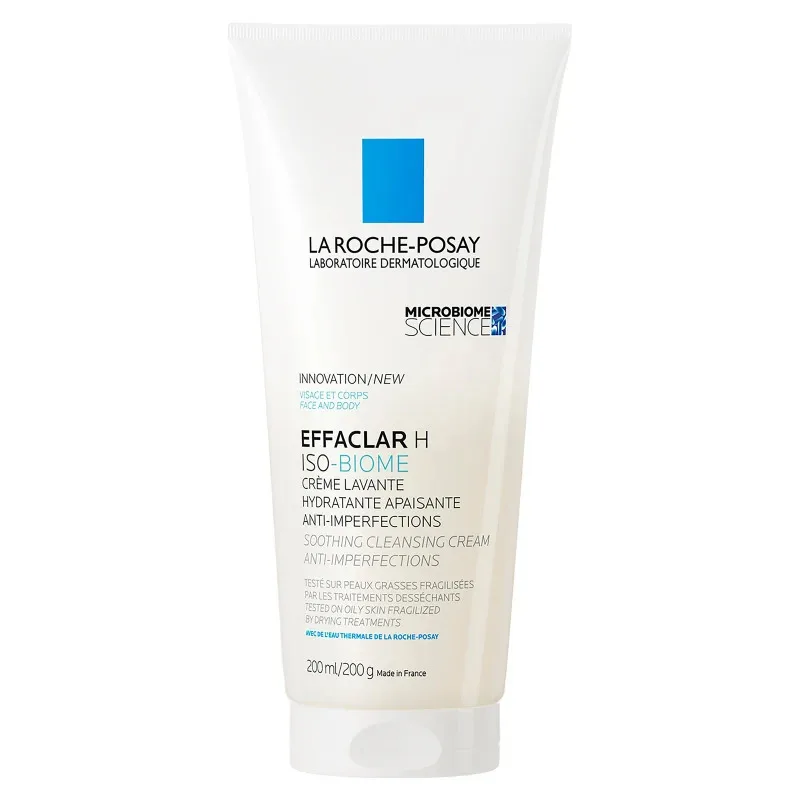 LA ROCHE-POSAY
LABORATOIRE DERMATOLOGIQUE
MICROBIOME
SCIENCE
INNOVATION/NEW
VISAGE ET CORPS
FACE AND BODY
EFFACLAR H
ISO-BIOME
CRÈME LAVANTE
HYDRATANTE APAISANTE
ANTI-IMPERFECTIONS
SOOTHING CLEANSING CREAM
ANTI-IMPERFECTIONS
TESTÉ SUR PEAUX GRASSES FRAGILISÉES
PAR LES TRAITEMENTS DESSÉCHANTS
TESTED ON OILY SKIN FRAGILIZED
BY DRYING TREATMENTS
AVEC DE L'EAU THERMALE DE LA ROCHE-POSAY
200 ml/200 g Made in France